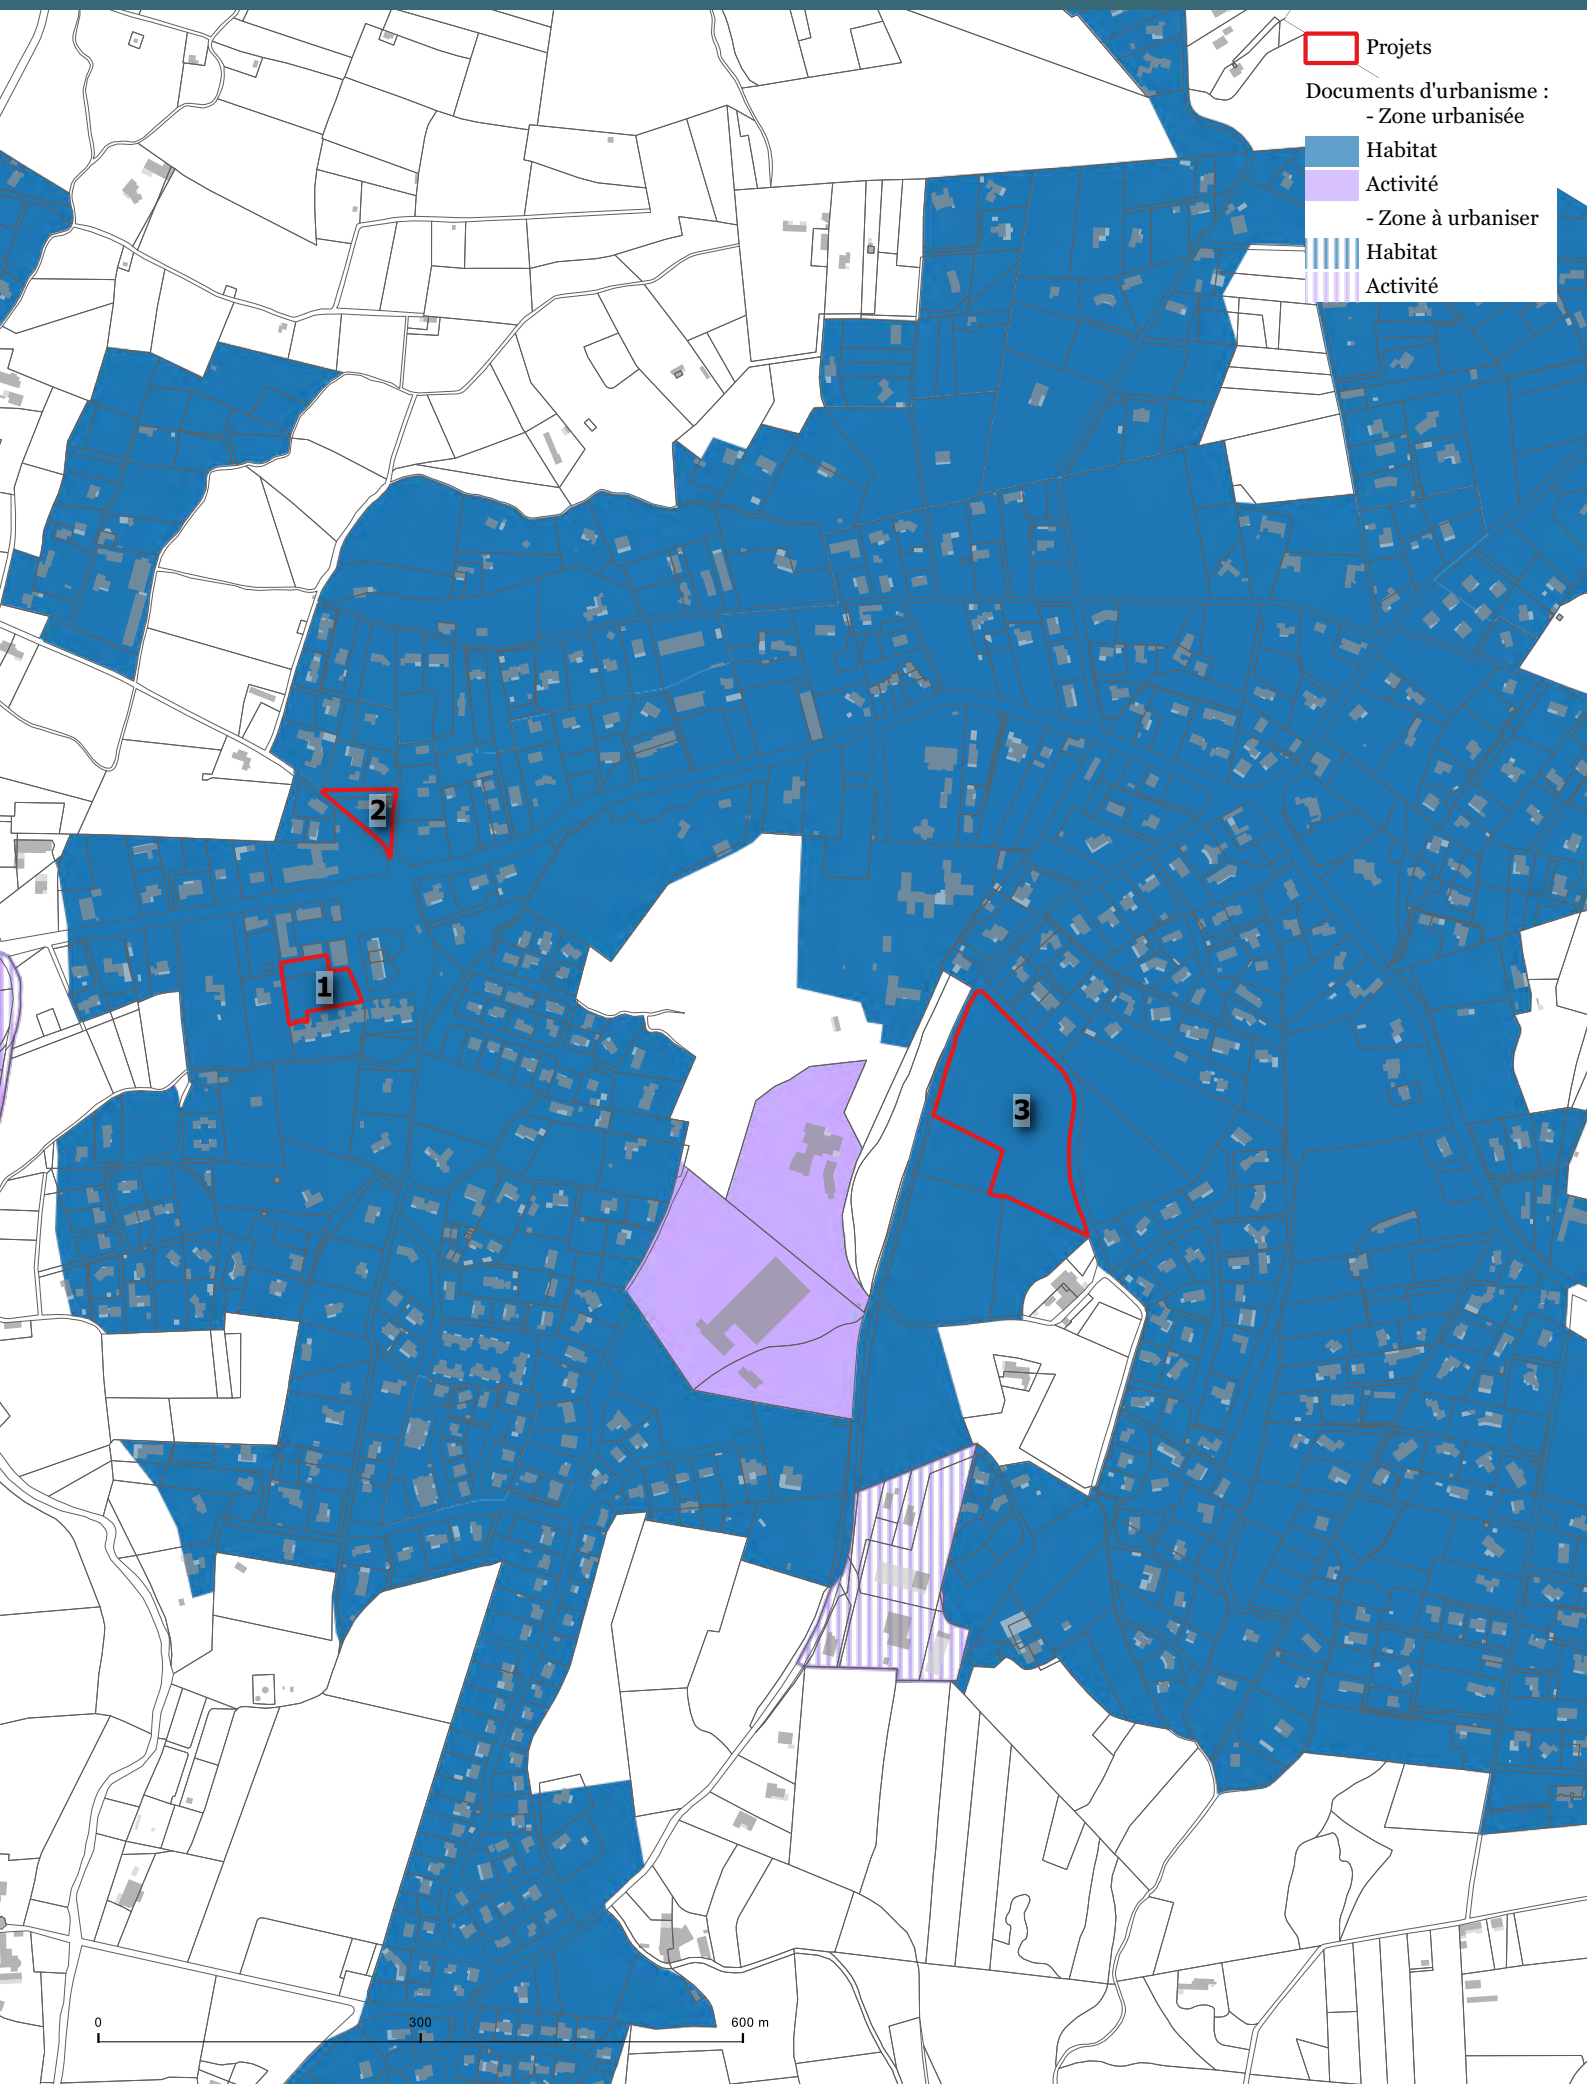 Projets
Documents d'urbanisme :
- Zone urbanisée
Habitat
Activité
- Zone à urbaniser
Habitat
Activité
2
1
3
0 300 600 m